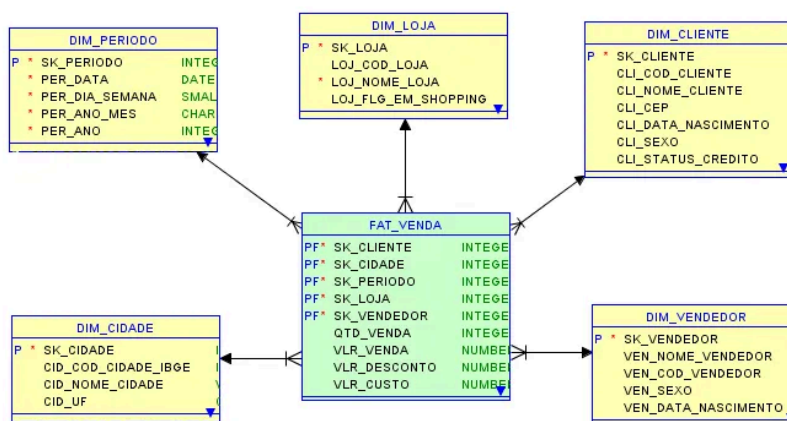 DIM_PERIODO
P * SK_PERIODO INTEG
* PER_DATA DATE
* PER_DIA_SEMANA SMAL
* PER_ANO_MES CHAR
* PER_ANO INTEG
DIM_LOJA
P * SK_LOJA
LOJ_COD_LOJA
* LOJ_NOME_LOJA
LOJ_FLG_EM_SHOPPING
DIM_CLIENTE
P * SK_CLIENTE
CLI_COD_CLIENTE
CLI_NOME_CLIENTE
CLI_CEP
CLI_DATA_NASCIMENTO
CLI_SEXO
CLI_STATUS_CREDITO
FAT_VENDA
PF* SK_CLIENTE INTEGE
PF* SK_CIDADE INTEGE
PF* SK_PERIODO INTEGE
PF* SK_LOJA INTEGE
PF* SK_VENDEDOR INTEGE
QTD_VENDA INTEGE
VLR_VENDA NUMBE
VLR_DESCONTO NUMBE
VLR_CUSTO NUMBE
DIM_CIDADE
P * SK_CIDADE
CID_COD_CIDADE_IBGE
CID_NOME_CIDADE
CID_UF
DIM_VENDEDOR
P * SK_VENDEDOR
VEN_NOME_VENDEDOR
VEN_COD_VENDEDOR
VEN_SEXO
VEN_DATA_NASCIMENTO